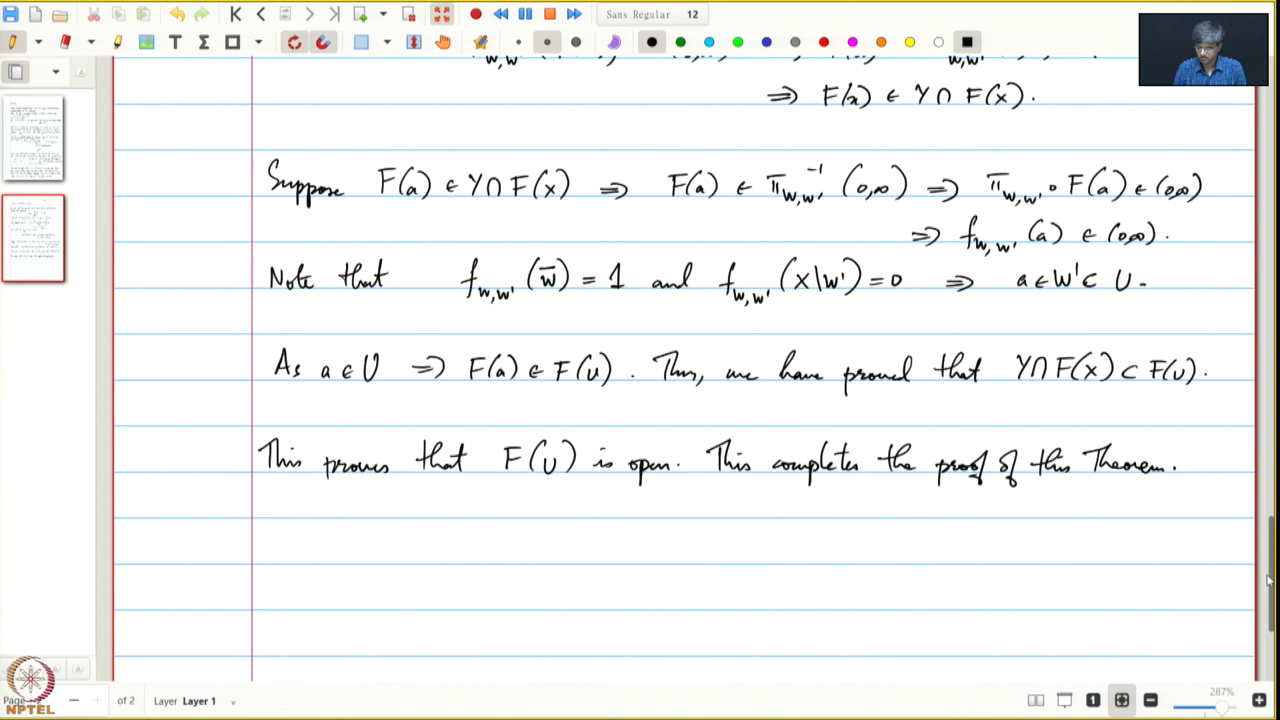 Sans Regular 12
⇒ F(x) ∈ Y ∩ F(X).
Suppose F(a) ∈ Y ∩ F(X) ⇒ F(a) ∈ π_{W,W'}^{-1} (0,∞) ⇒ π_{W,W'} ∘ F(a) ∈ (0,∞)
⇒ f_{W,W'} (a) ∈ (0,∞).
Note that f_{W,W'} (W̄) = 1 and f_{W,W'} (X\W') = 0 ⇒ a ∈ W' ⊂ U.
As a ∈ U ⇒ F(a) ∈ F(U). Thus, we have proved that Y ∩ F(X) ⊂ F(U).
This proves that F(U) is open. This completes the proof of this Theorem.
NPTEL
Page
of 2
Layer
Layer 1
1
287%